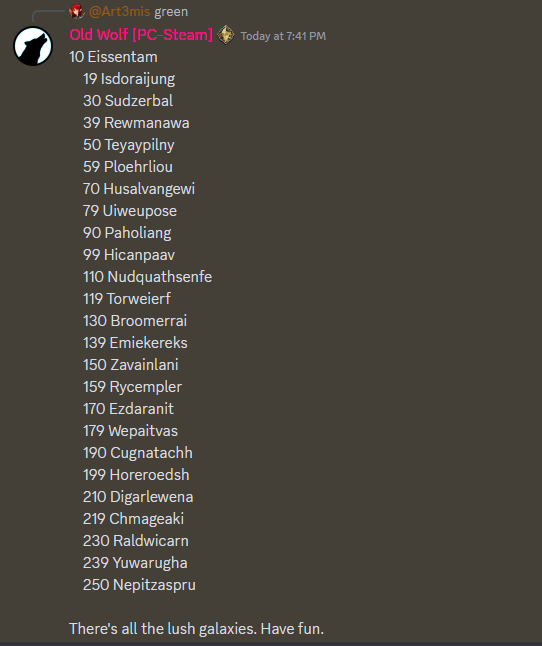 @Art3mis green
Old Wolf [PC-Steam] Today at 7:41 PM
10 Eissentam
19 Isdoraijung
30 Sudzerbal
39 Rewmanawa
50 Teyaypilny
59 Ploehrliou
70 Husalvangewi
79 Uiweupose
90 Paholiang
99 Hicanpaav
110 Nudquathsenfe
119 Torweierf
130 Broomerrai
139 Emiekereks
150 Zavainlani
159 Rycempler
170 Ezdaranit
179 Wepaitvas
190 Cugnatachh
199 Horeroedsh
210 Digarlewena
219 Chmageaki
230 Raldwicarn
239 Yuwarugha
250 Nepitzaspru
There's all the lush galaxies. Have fun.